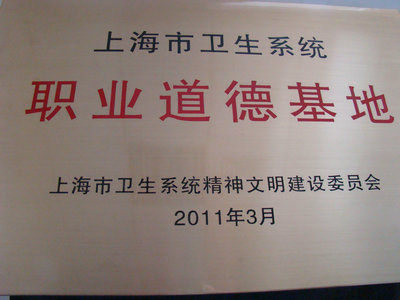 上海市卫生系统
职业道德基地
上海市卫生系统精神文明建设委员会
2011年3月